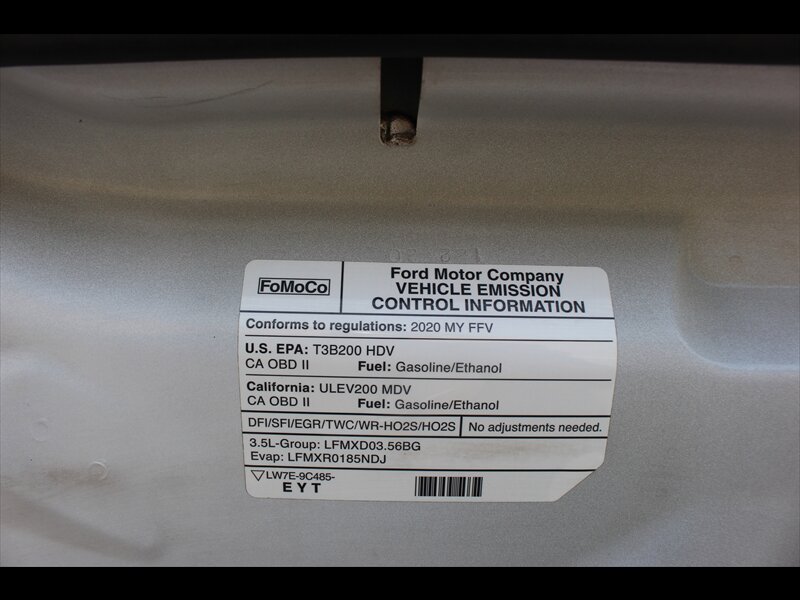 FoMoCo
Ford Motor Company
VEHICLE EMISSION
CONTROL INFORMATION
Conforms to regulations: 2020 MY FFV
U.S. EPA: T3B200 HDV
CA OBD II Fuel: Gasoline/Ethanol
California: ULEV200 MDV
CA OBD II Fuel: Gasoline/Ethanol
DFI/SFI/EGR/TWC/WR-HO2S/HO2S No adjustments needed.
3.5L-Group: LFMXD03.56BG
Evap: LFMXR0185NDJ
LW7E-9C485-
E Y T